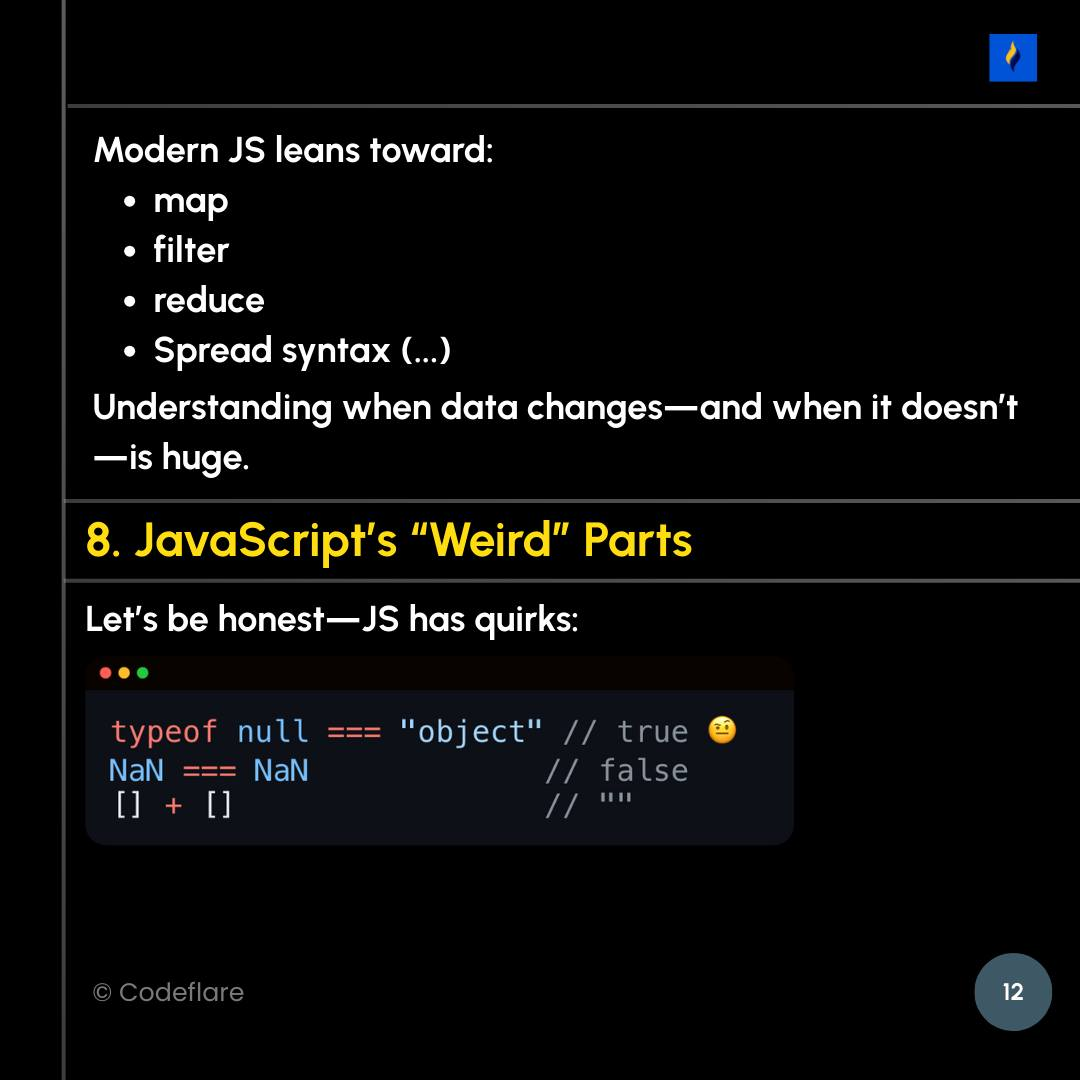 Modern JS leans toward:
• map
• filter
• reduce
• Spread syntax (...)
Understanding when data changes—and when it doesn’t
—is huge.
8. JavaScript’s “Weird” Parts
Let’s be honest—JS has quirks:
typeof null === "object" // true 🤨
NaN === NaN // false
[] + [] // ""
© Codeflare
12